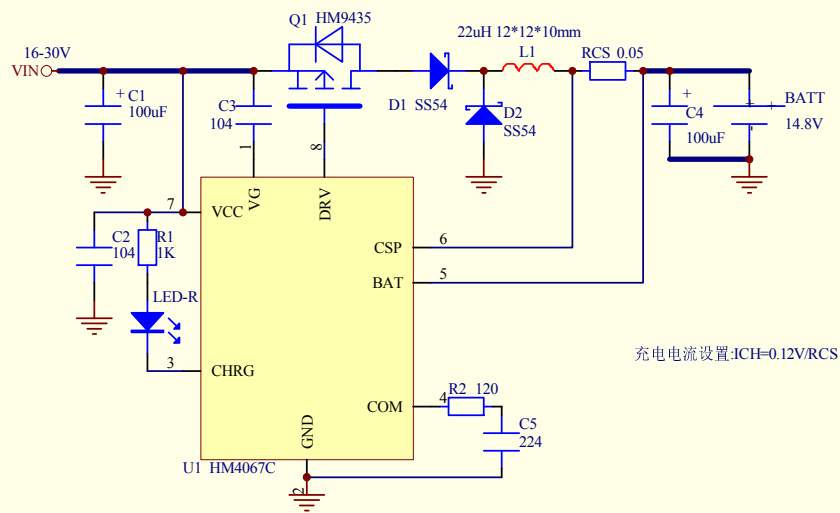 Q1 HM9435
22uH 12*12*10mm
16-30V
L1
RCS 0.05
VIN
C1
100uF
C3
104
D1 SS54
D2
SS54
C4
100uF
BATT
14.8V
1
8
7
VCC
VG
DRV
C2
104
R1
1K
CSP
6
BAT
5
LED-R
充电电流设置:ICH=0.12V/RCS
3
CHRG
R2 120
COM
4
GND
C5
224
U1 HM4067C
2